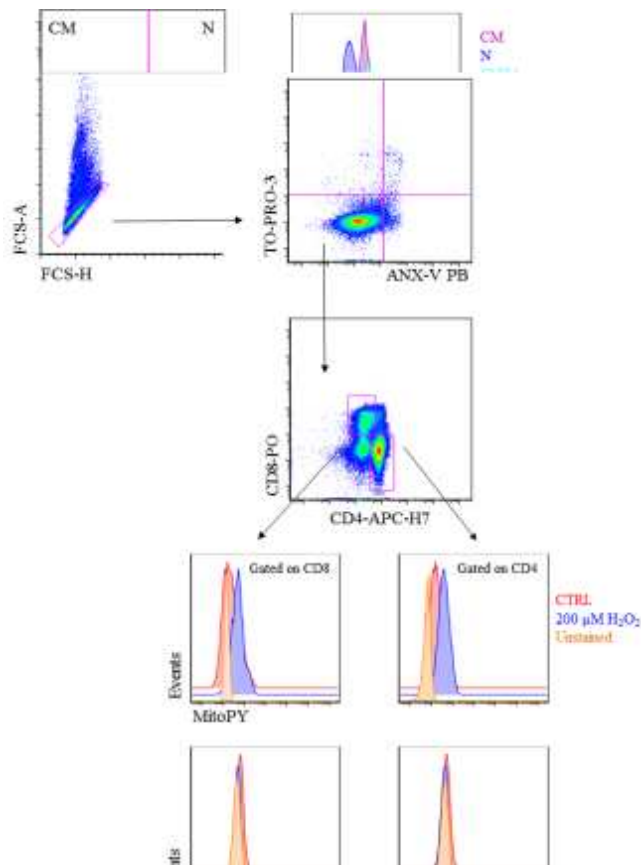 CM N
CM
N
FCS-A
FCS-H
TO-PRO-3
ANX-V PB
CD8-PO
CD4-APC-H7
Gated on CD8
Gated on CD4
CTRL
200 µM H₂O₂
Unstained
Events
MitoPY